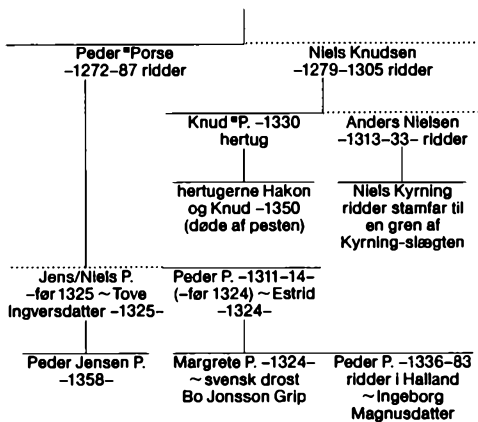 Peder *Porse
-1272-87 ridder
Niels Knudsen
-1279-1305 ridder
Knud *P. -1330
hertug
Anders Nielsen
-1313-33- ridder
hertugerne Hakon
og Knud -1350
(døde af pesten)
Niels Kyrning
ridder stamfar til
en gren af
Kyrning-slægten
Jens/Niels P.
-før 1325 ~ Tove
Ingversdatter -1325-
Peder P. -1311-14-
(-før 1324) ~ Estrid
-1324-
Peder Jensen P.
-1358-
Margrete P. -1324-
~ svensk drost
Bo Jonsson Grip
Peder P. -1336-83
ridder i Halland
~ Ingeborg
Magnusdatter